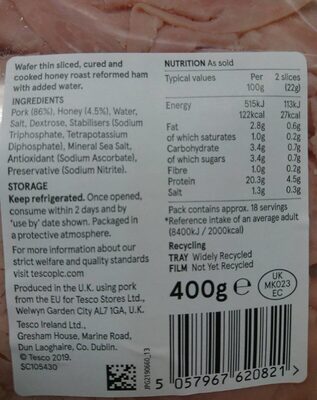 Wafer thin sliced, cured and
cooked honey roast reformed ham
with added water.
INGREDIENTS
Pork (86%), Honey (4.5%), Water,
Salt, Dextrose, Stabilisers (Sodium
Triphosphate, Tetrapotassium
Diphosphate), Mineral Sea Salt,
Antioxidant (Sodium Ascorbate),
Preservative (Sodium Nitrite).
STORAGE
Keep refrigerated. Once opened,
consume within 2 days and by
'use by' date shown. Packaged in
a protective atmosphere.
For more information about our
strict welfare and quality standards
visit tescoplc.com
Produced in the U.K. using pork
from the EU for Tesco Stores Ltd.,
Welwyn Garden City AL7 1GA, U.K.
Tesco Ireland Ltd.,
Gresham House, Marine Road,
Dun Laoghaire, Co. Dublin.
© Tesco 2019.
SC105430
NUTRITION As sold
Typical values Per 100g 2 slices (22g)
Energy 515kJ 113kJ
122kcal 27kcal
Fat 2.8g 0.6g
of which saturates 1.0g 0.2g
Carbohydrate 3.4g 0.7g
of which sugars 3.4g 0.7g
Fibre 1.0g 0.2g
Protein 20.3g 4.5g
Salt 1.3g 0.3g
Pack contains approx. 18 servings
*Reference intake of an average adult
(8400kJ / 2000kcal)
Recycling
TRAY Widely Recycled
FILM Not Yet Recycled
400g e
UK
MK023
EC
JPG2190660_13
5 057967 620821 >